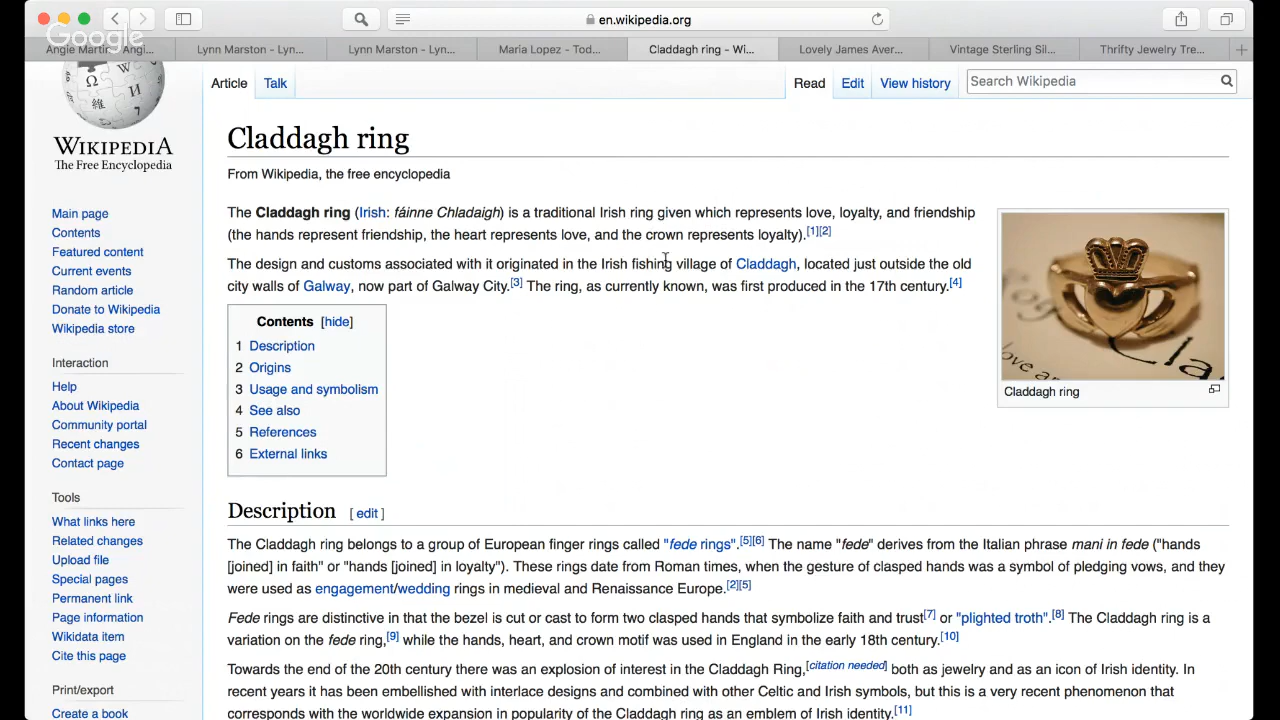 Google
en.wikipedia.org
Angie Martin - Angi...
Lynn Marston - Lyn...
Lynn Marston - Lyn...
Maria Lopez - Tod...
Claddagh ring - Wi...
Lovely James Aver...
Vintage Sterling Sil...
Thrifty Jewelry Tre...
Article
Talk
Read
Edit
View history
Search Wikipedia
WIKIPEDIA
The Free Encyclopedia
Main page
Contents
Featured content
Current events
Random article
Donate to Wikipedia
Wikipedia store
Interaction
Help
About Wikipedia
Community portal
Recent changes
Contact page
Tools
What links here
Related changes
Upload file
Special pages
Permanent link
Page information
Wikidata item
Cite this page
Print/export
Create a book
Claddagh ring
From Wikipedia, the free encyclopedia
The Claddagh ring (Irish: fáinne Chladaigh) is a traditional Irish ring given which represents love, loyalty, and friendship
(the hands represent friendship, the heart represents love, and the crown represents loyalty).[1][2]
The design and customs associated with it originated in the Irish fishing village of Claddagh, located just outside the old
city walls of Galway, now part of Galway City.[3] The ring, as currently known, was first produced in the 17th century.[4]
Claddagh ring
Contents [hide]
1 Description
2 Origins
3 Usage and symbolism
4 See also
5 References
6 External links
Description [ edit ]
The Claddagh ring belongs to a group of European finger rings called "fede rings".[5][6] The name "fede" derives from the Italian phrase mani in fede ("hands
[joined] in faith" or "hands [joined] in loyalty"). These rings date from Roman times, when the gesture of clasped hands was a symbol of pledging vows, and they
were used as engagement/wedding rings in medieval and Renaissance Europe.[2][5]
Fede rings are distinctive in that the bezel is cut or cast to form two clasped hands that symbolize faith and trust[7] or "plighted troth".[8] The Claddagh ring is a
variation on the fede ring,[9] while the hands, heart, and crown motif was used in England in the early 18th century.[10]
Towards the end of the 20th century there was an explosion of interest in the Claddagh Ring,[citation needed] both as jewelry and as an icon of Irish identity. In
recent years it has been embellished with interlace designs and combined with other Celtic and Irish symbols, but this is a very recent phenomenon that
corresponds with the worldwide expansion in popularity of the Claddagh ring as an emblem of Irish identity.[11]